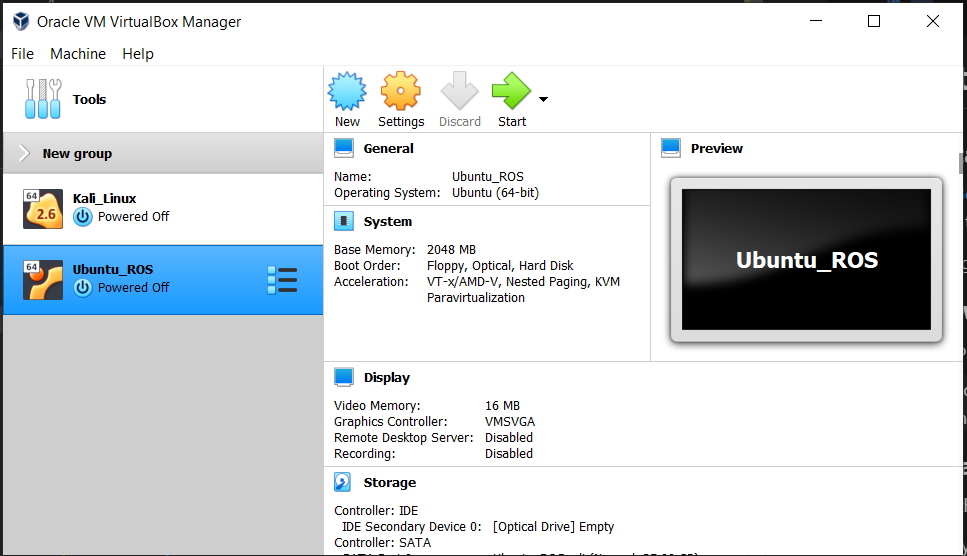 Oracle VM VirtualBox Manager
File Machine Help
Tools
New Settings Discard Start
New group
64
2.6
Kali_Linux
Powered Off
64
Ubuntu_ROS
Powered Off
General
Name: Ubuntu_ROS
Operating System: Ubuntu (64-bit)
System
Base Memory: 2048 MB
Boot Order: Floppy, Optical, Hard Disk
Acceleration: VT-x/AMD-V, Nested Paging, KVM
Paravirtualization
Preview
Ubuntu_ROS
Display
Video Memory: 16 MB
Graphics Controller: VMSVGA
Remote Desktop Server: Disabled
Recording: Disabled
Storage
Controller: IDE
IDE Secondary Device 0: [Optical Drive] Empty
Controller: SATA